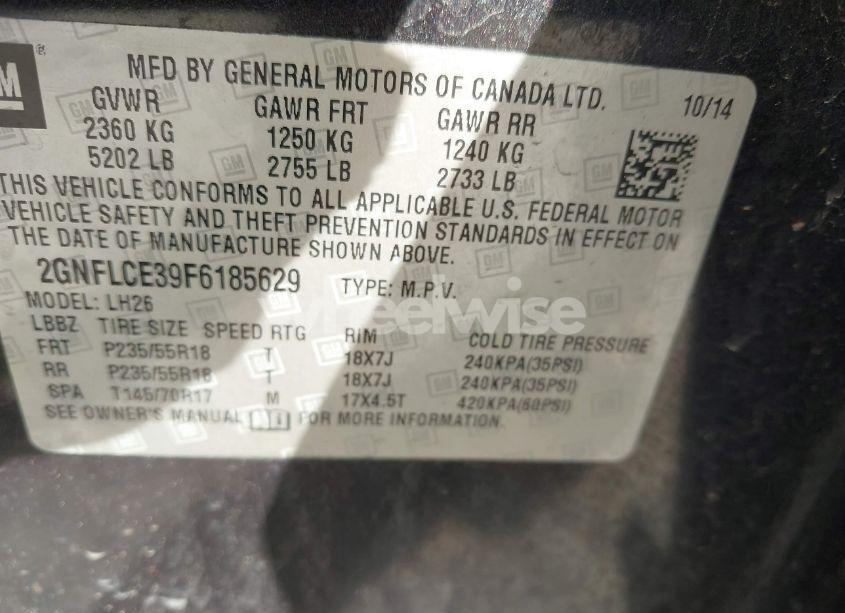 GM
MFD BY GENERAL MOTORS OF CANADA LTD.
10/14
GVWR GAWR FRT GAWR RR
2360 KG 1250 KG 1240 KG
5202 LB 2755 LB 2733 LB
THIS VEHICLE CONFORMS TO ALL APPLICABLE U.S. FEDERAL MOTOR
VEHICLE SAFETY AND THEFT PREVENTION STANDARDS IN EFFECT ON
THE DATE OF MANUFACTURE SHOWN ABOVE.
2GNFLCE39F6185629 TYPE: M.P.V.
MODEL: LH26
LBBZ TIRE SIZE SPEED RTG RIM COLD TIRE PRESSURE
FRT P235/55R18 T 18X7J 240KPA(35PSI)
RR P235/55R18 T 18X7J 240KPA(35PSI)
SPA T145/70R17 M 17X4.5T 420KPA(60PSI)
SEE OWNER'S MANUAL FOR MORE INFORMATION.
wheelwise